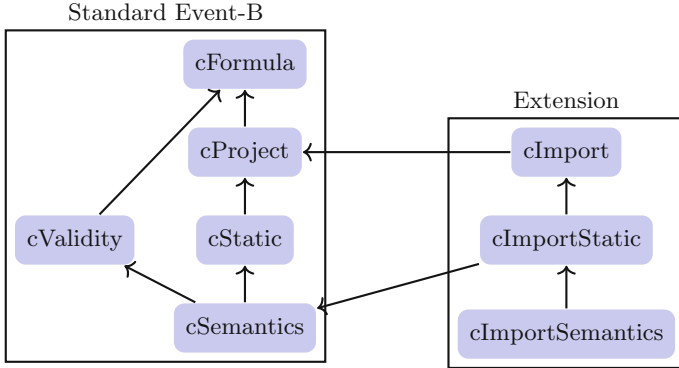 Standard Event-B
cFormula
cProject
cValidity
cStatic
cSemantics
Extension
cImport
cImportStatic
cImportSemantics